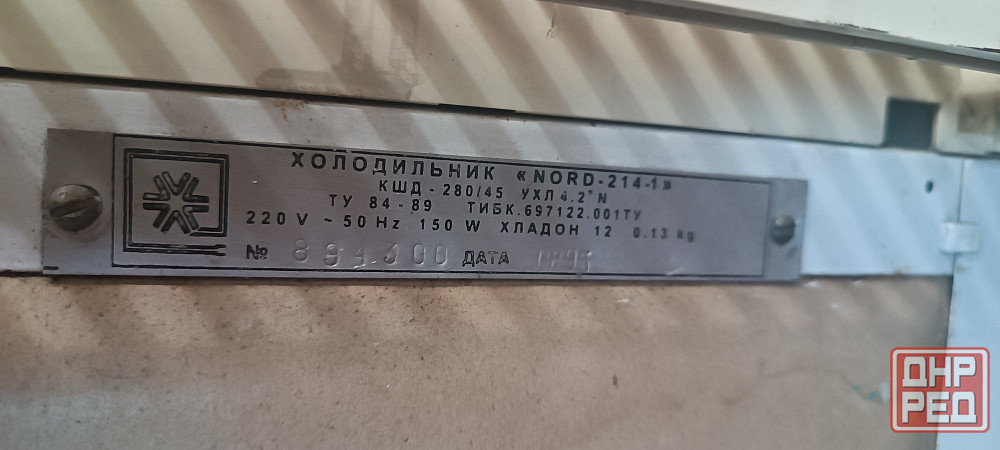 ХОЛОДИЛЬНИК «NORD-214-1»
КШД - 280/45 УХЛ 4.2* N
ТУ 84 - 89 ТИБК.697122.001ТУ
220 V ~ 50 Hz 150 W ХЛАДОН 12 0.13 kg
№ ДАТА
ДНР
РЕД